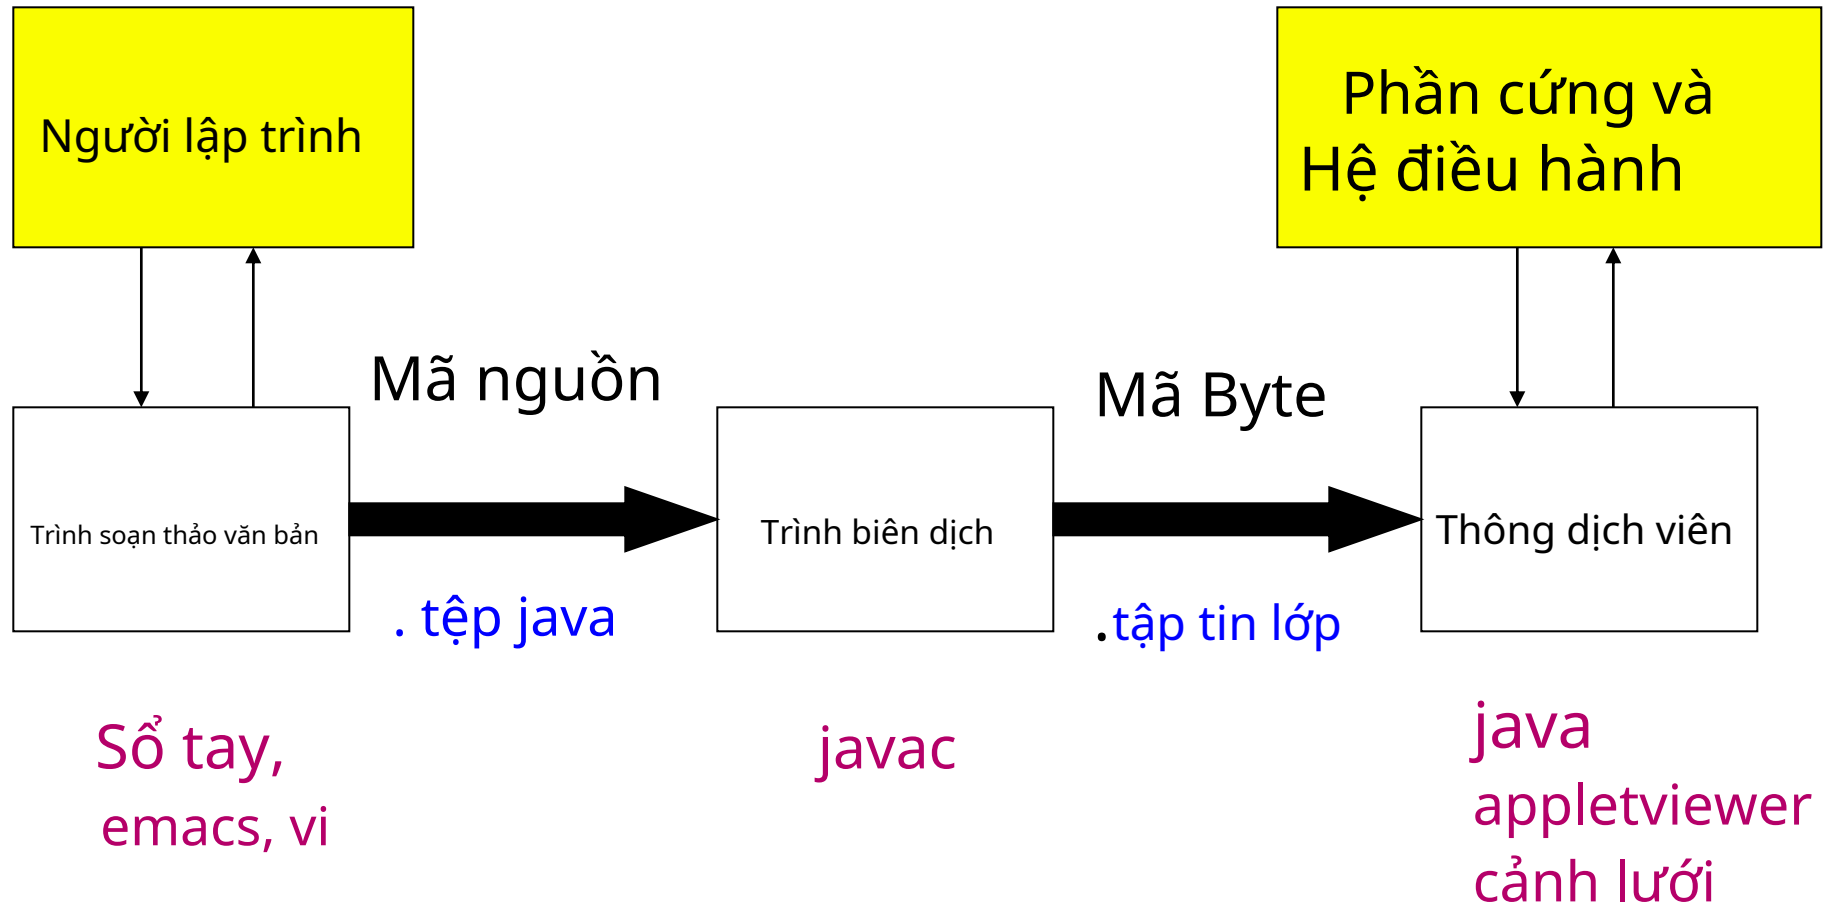 Người lập trình
Phần cứng và
Hệ điều hành
Mã nguồn
Mã Byte
Trình soạn thảo văn bản
Trình biên dịch
Thông dịch viên
. tệp java
.tập tin lớp
Sổ tay,
emacs, vi
javac
java
appletviewer
cảnh lưới